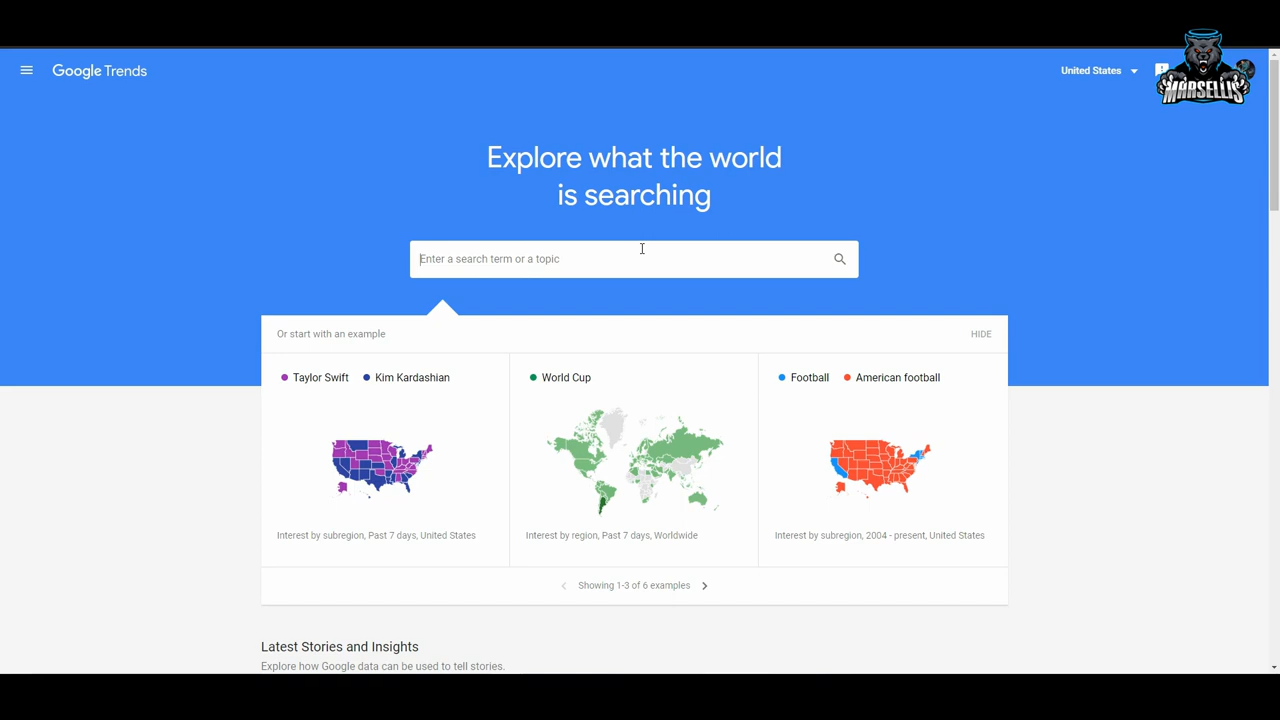 Google Trends
United States
MARSELLIS
Explore what the world
is searching
Enter a search term or a topic
Or start with an example
HIDE
Taylor Swift Kim Kardashian
World Cup
Football American football
Interest by subregion, Past 7 days, United States
Interest by region, Past 7 days, Worldwide
Interest by subregion, 2004 - present, United States
Showing 1-3 of 6 examples
Latest Stories and Insights
Explore how Google data can be used to tell stories.